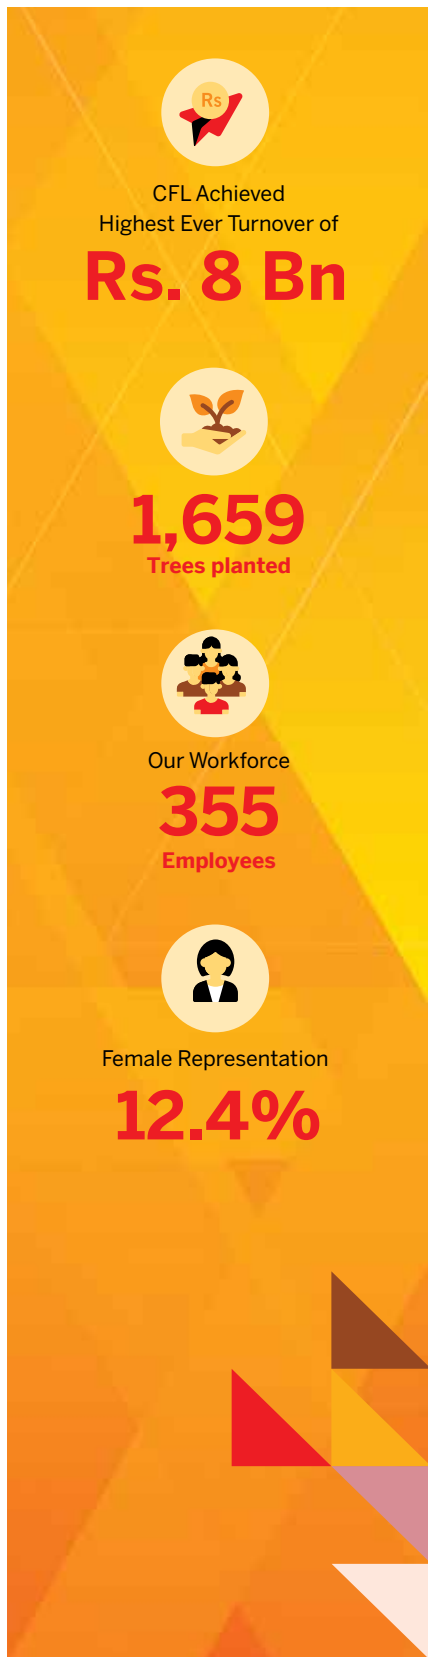 Rs
CFL Achieved
Highest Ever Turnover of
Rs. 8 Bn
1,659
Trees planted
Our Workforce
355
Employees
Female Representation
12.4%